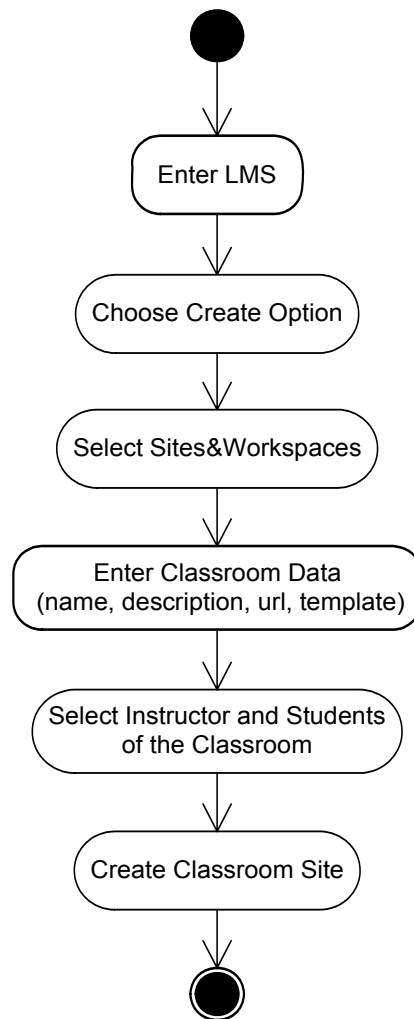 Enter LMS
Choose Create Option
Select Sites&Workspaces
Enter Classroom Data
(name, description, url, template)
Select Instructor and Students
of the Classroom
Create Classroom Site